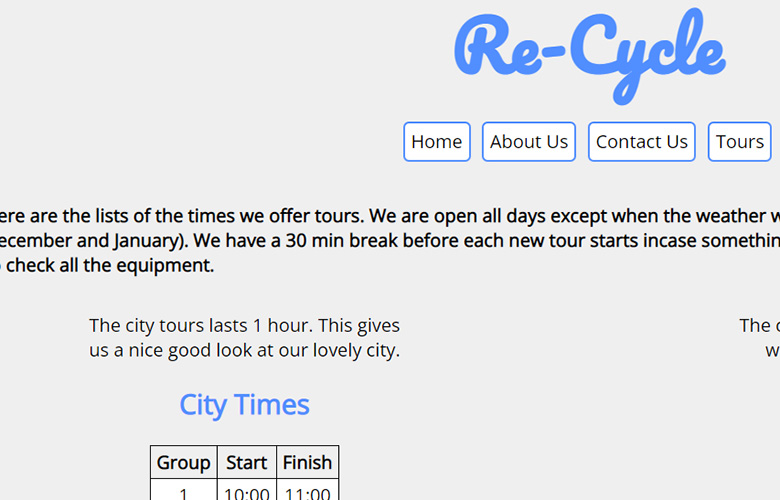 Re-Cycle
Home About Us Contact Us Tours
ere are the lists of the times we offer tours. We are open all days except when the weather w
ecember and January). We have a 30 min break before each new tour starts incase somethin
check all the equipment.
The city tours lasts 1 hour. This gives
us a nice good look at our lovely city.
The c
w
City Times
Group Start Finish
1 10:00 11:00